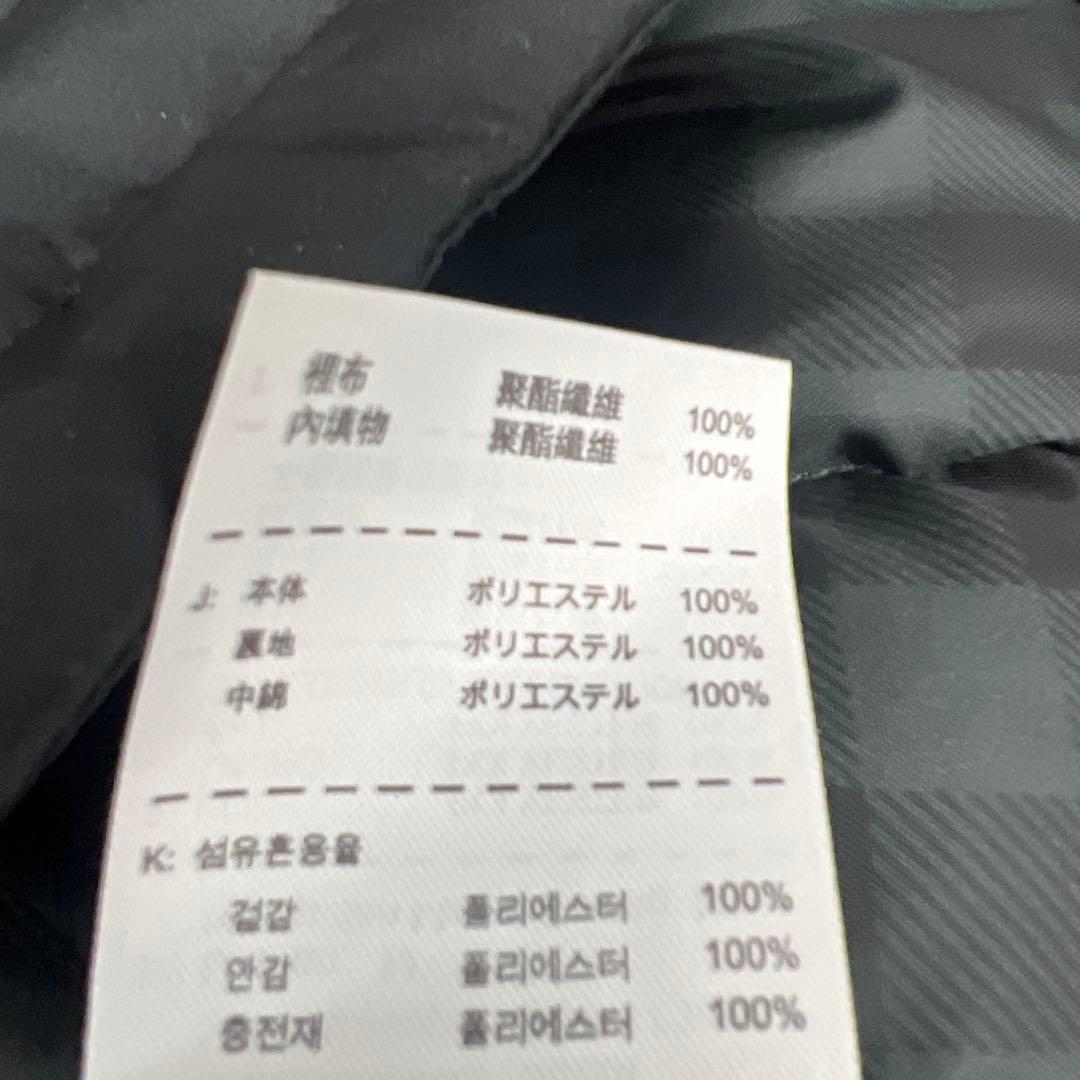 裡布 聚酯纖維 100%
內填物 聚酯纖維 100%
J: 本体 ポリエステル 100%
裏地 ポリエステル 100%
中綿 ポリエステル 100%
K: 섬유혼용율
겉감 폴리에스터 100%
안감 폴리에스터 100%
충전재 폴리에스터 100%